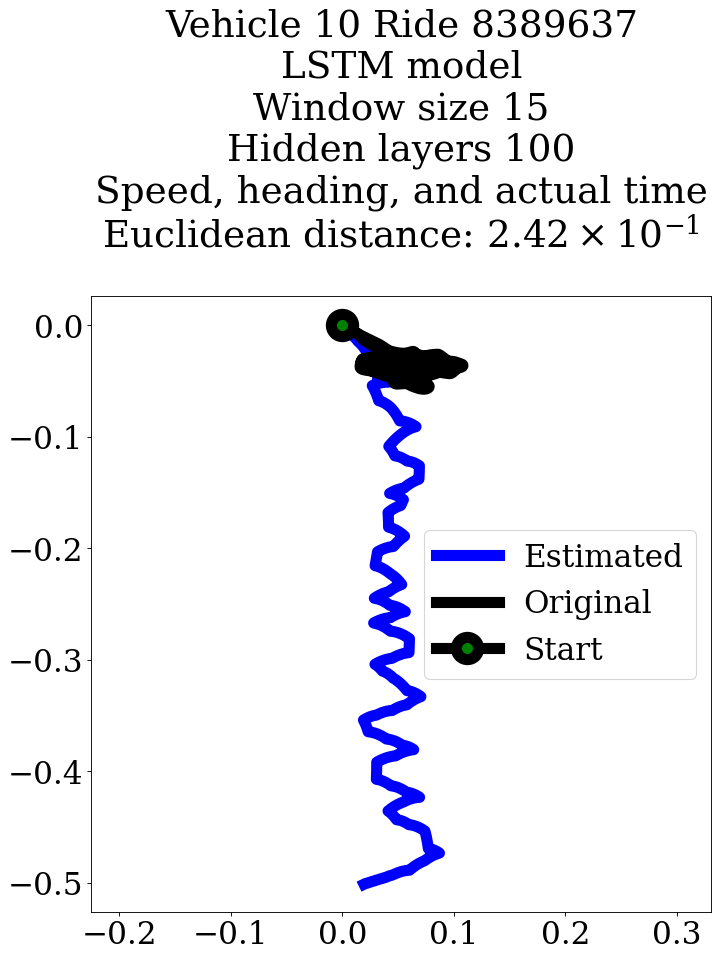 Vehicle 10 Ride 8389637
LSTM model
Window size 15
Hidden layers 100
Speed, heading, and actual time
Euclidean distance: 2.42 × 10⁻¹
0.0
−0.1
−0.2
−0.3
−0.4
−0.5
Estimated
Original
Start
−0.2 −0.1 0.0 0.1 0.2 0.3